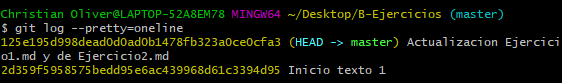 Christian Oliver@LAPTOP-52A8EM78 MINGW64 ~/Desktop/B-Ejercicios (master)
$ git log --pretty=oneline
125e195d998dead0d0ad0b1478fb323a0ce0cfa3 (HEAD -> master) Actualizacion Ejercici
o1.md y de Ejercicio2.md
2d359f5958575bedd95e6ac439968d61c3394d95 Inicio texto 1